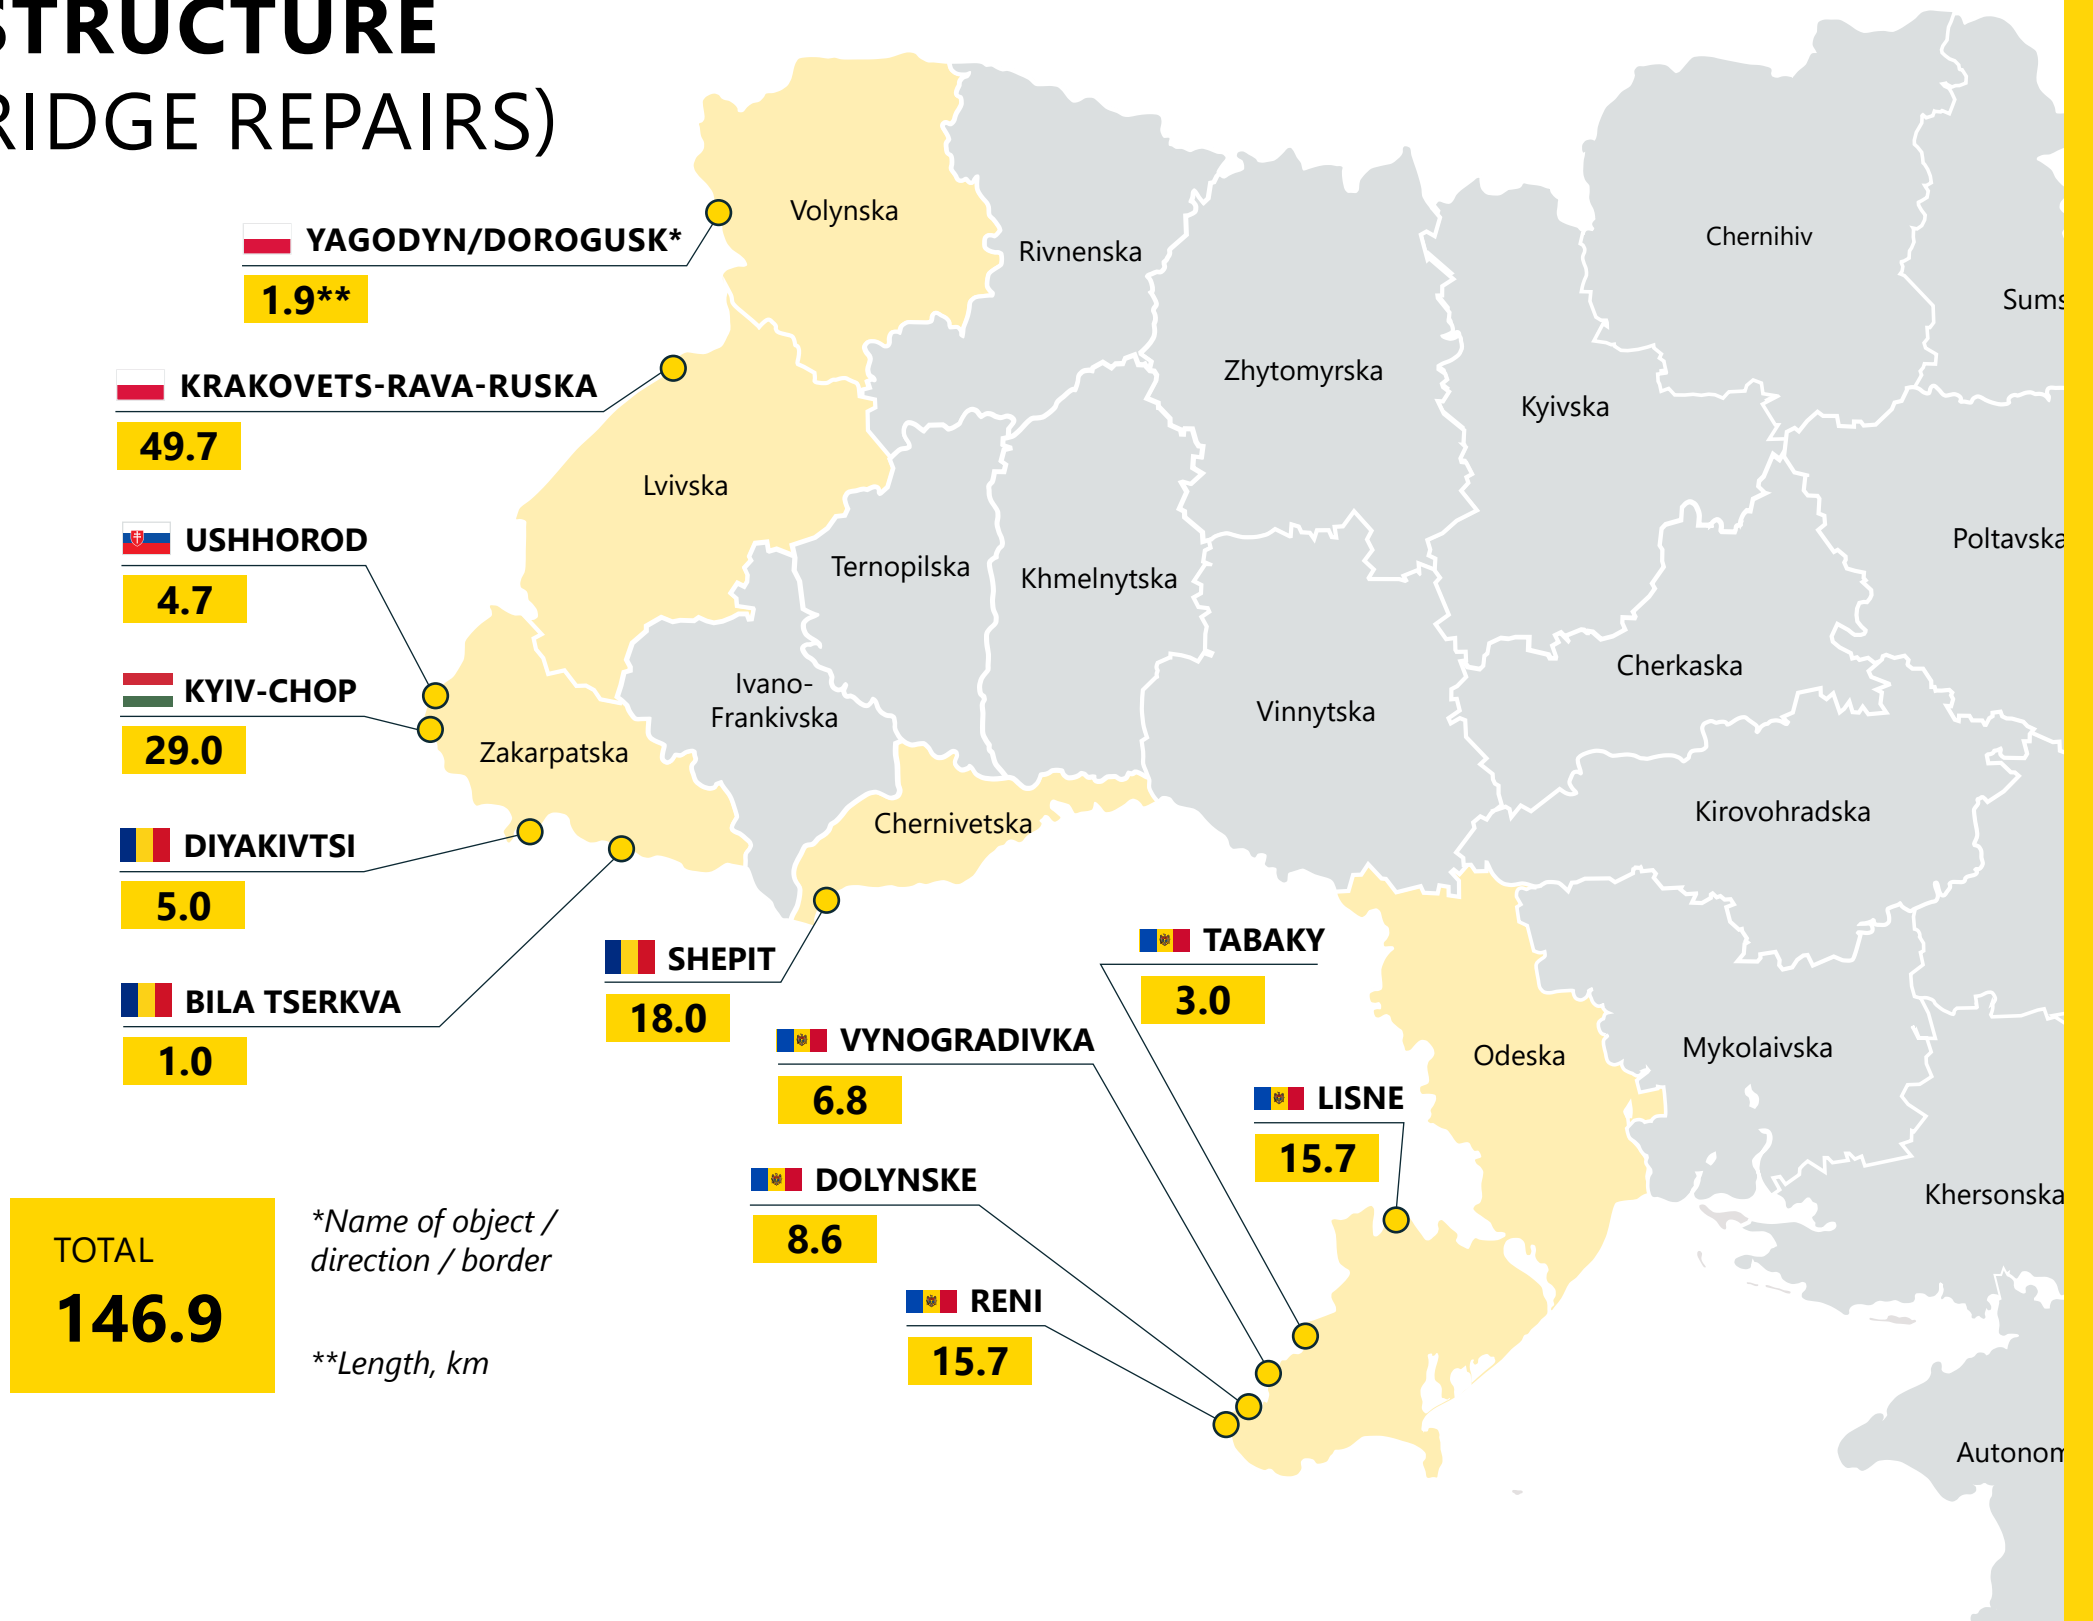 STRUCTURE
RIDGE REPAIRS)
YAGODYN/DOROGUSK*
1.9**
KRAKOVETS-RAVA-RUSKA
49.7
USHHOROD
4.7
KYIV-CHOP
29.0
DIYAKIVTSI
5.0
BILA TSERKVA
1.0
SHEPIT
18.0
TABAKY
3.0
VYNOGRADIVKA
6.8
LISNE
15.7
DOLYNSKE
8.6
RENI
15.7
Volynska
Rivnenska
Chernihiv
Sums
Zhytomyrska
Kyivska
Lvivska
Poltavska
Ternopilska
Khmelnytska
Cherkaska
Ivano-
Frankivska
Vinnytska
Zakarpatska
Chernivetska
Kirovohradska
Odeska
Mykolaivska
Khersonska
Autonom
TOTAL
146.9
*Name of object /
direction / border
**Length, km